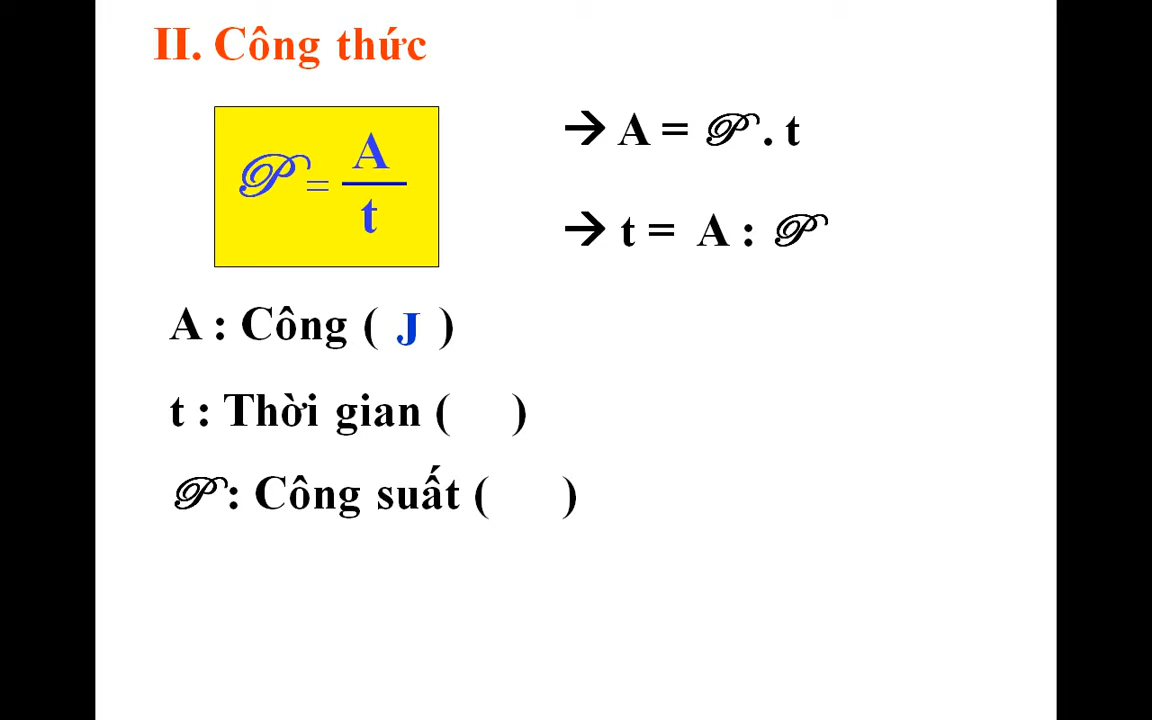 II. Công thức
𝒫 = A / t
→ A = 𝒫 . t
→ t = A : 𝒫
A : Công ( J )
t : Thời gian ( )
𝒫 : Công suất ( )